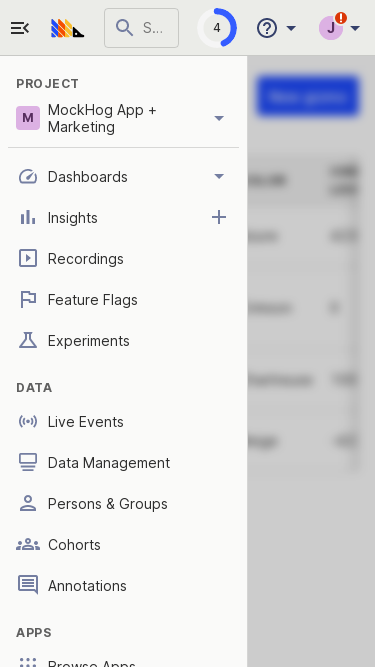 S...
4
J
!
PROJECT
M
MockHog App +
Marketing
Dashboards
Insights
Recordings
Feature Flags
Experiments
DATA
Live Events
Data Management
Persons & Groups
Cohorts
Annotations
APPS
Browse Apps